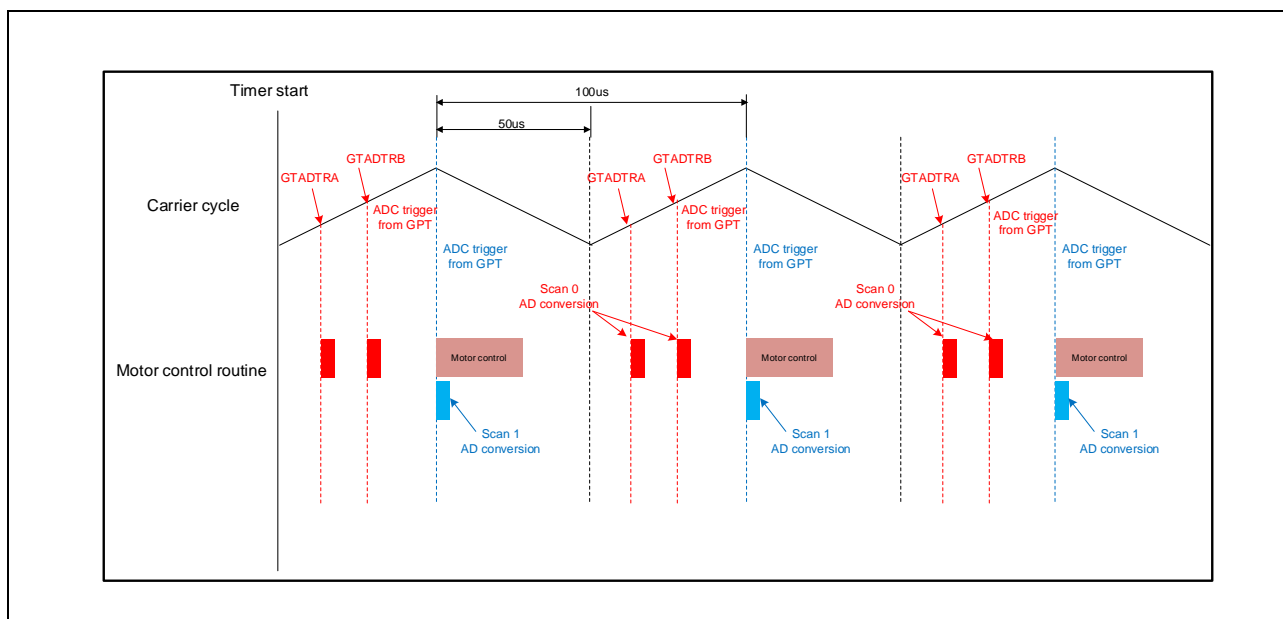 Timer start
100us
50us
GTADTRB
GTADTRA
ADC trigger
from GPT
Carrier cycle
ADC trigger
from GPT
GTADTRB
GTADTRA
ADC trigger
from GPT
ADC trigger
from GPT
GTADTRB
GTADTRA
ADC trigger
from GPT
ADC trigger
from GPT
Scan 0
AD conversion
Scan 0
AD conversion
Motor control routine
Motor control
Motor control
Motor control
Scan 1
AD conversion
Scan 1
AD conversion
Scan 1
AD conversion